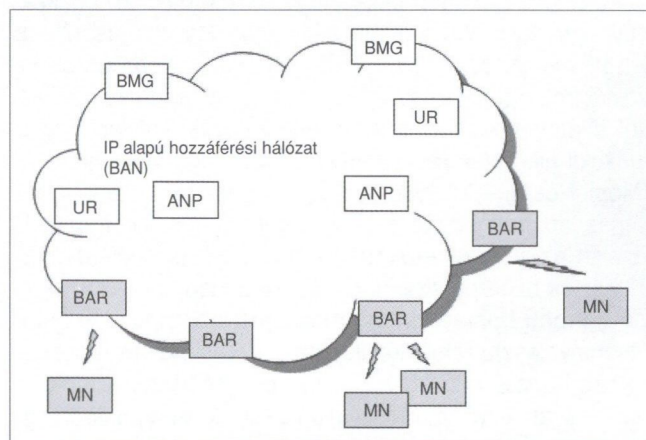 BMG
BMG
UR
IP alapú hozzáférési hálózat
(BAN)
UR
ANP
ANP
BAR
BAR
BAR
BAR
MN
MN
MN
MN